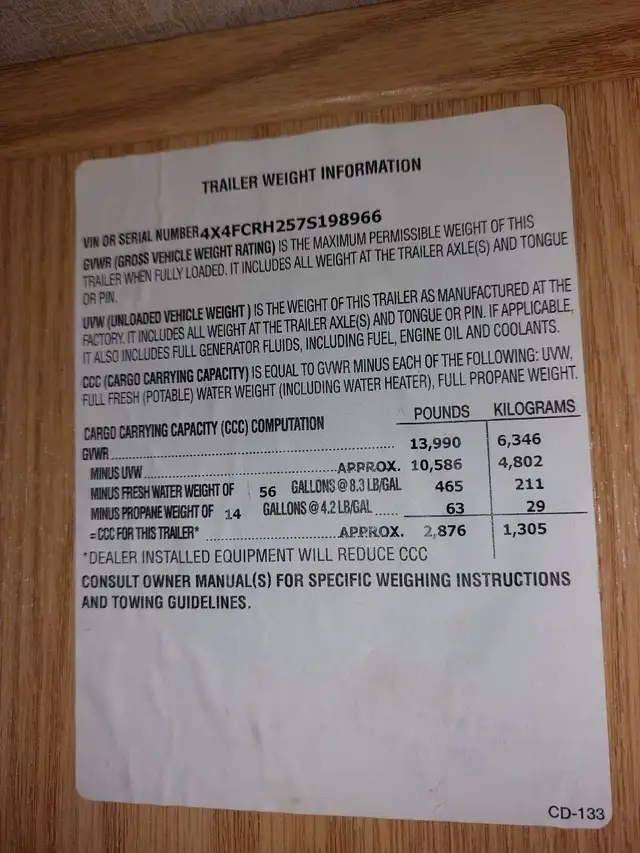 TRAILER WEIGHT INFORMATION
VIN OR SERIAL NUMBER 4X4FCRH257S198966
GVWR (GROSS VEHICLE WEIGHT RATING) IS THE MAXIMUM PERMISSIBLE WEIGHT OF THIS
TRAILER WHEN FULLY LOADED. IT INCLUDES ALL WEIGHT AT THE TRAILER AXLE(S) AND TONGUE
OR PIN.
UVW (UNLOADED VEHICLE WEIGHT ) IS THE WEIGHT OF THIS TRAILER AS MANUFACTURED AT THE
FACTORY. IT INCLUDES ALL WEIGHT AT THE TRAILER AXLE(S) AND TONGUE OR PIN. IF APPLICABLE,
IT ALSO INCLUDES FULL GENERATOR FLUIDS, INCLUDING FUEL, ENGINE OIL AND COOLANTS.
CCC (CARGO CARRYING CAPACITY) IS EQUAL TO GVWR MINUS EACH OF THE FOLLOWING: UVW,
FULL FRESH (POTABLE) WATER WEIGHT (INCLUDING WATER HEATER), FULL PROPANE WEIGHT.
CARGO CARRYING CAPACITY (CCC) COMPUTATION POUNDS KILOGRAMS
GVWR 13,990 6,346
MINUS UVW APPROX. 10,586 4,802
MINUS FRESH WATER WEIGHT OF 56 GALLONS @ 8.3 LB/GAL 465 211
MINUS PROPANE WEIGHT OF 14 GALLONS @ 4.2 LB/GAL 63 29
=CCC FOR THIS TRAILER* APPROX. 2,876 1,305
*DEALER INSTALLED EQUIPMENT WILL REDUCE CCC
CONSULT OWNER MANUAL(S) FOR SPECIFIC WEIGHING INSTRUCTIONS
AND TOWING GUIDELINES.
CD-133